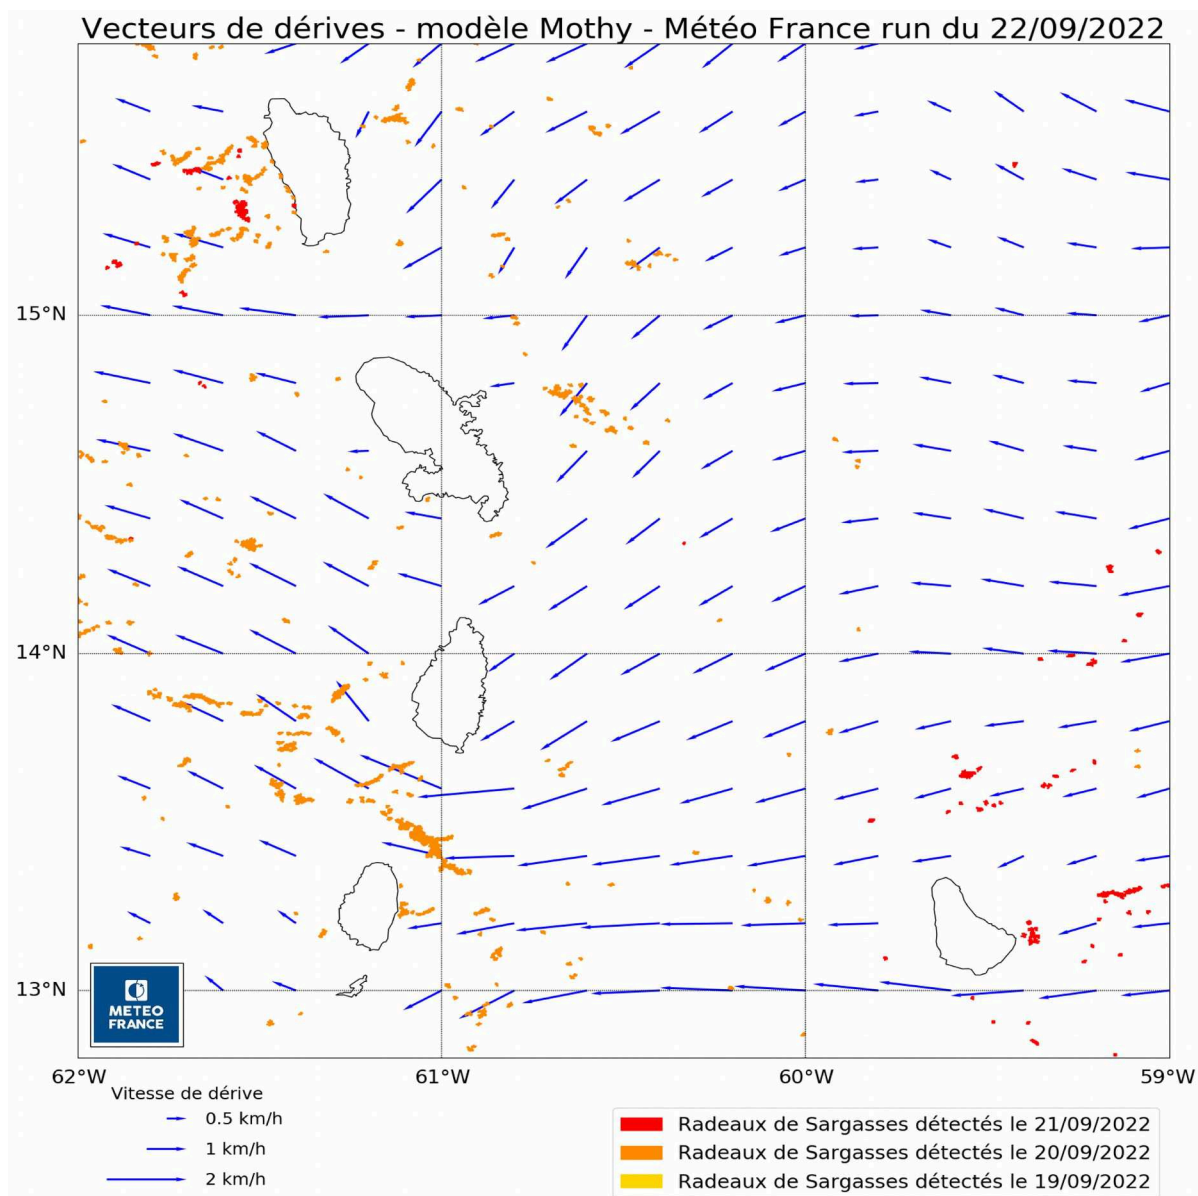 Vecteurs de dérives - modèle Mothy - Météo France run du 22/09/2022
15°N
14°N
13°N
METEO
FRANCE
62°W
61°W
60°W
59°W
Vitesse de dérive
0.5 km/h
1 km/h
2 km/h
Radeaux de Sargasses détectés le 21/09/2022
Radeaux de Sargasses détectés le 20/09/2022
Radeaux de Sargasses détectés le 19/09/2022